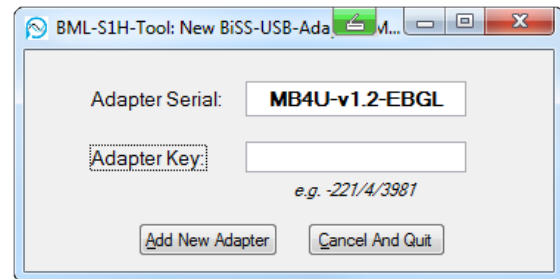 BML-S1H-Tool: New BiSS-USB-Ada M...
Adapter Serial: MB4U-v1.2-EBGL
Adapter Key:
e.g. -221/4/3981
Add New Adapter Cancel And Quit